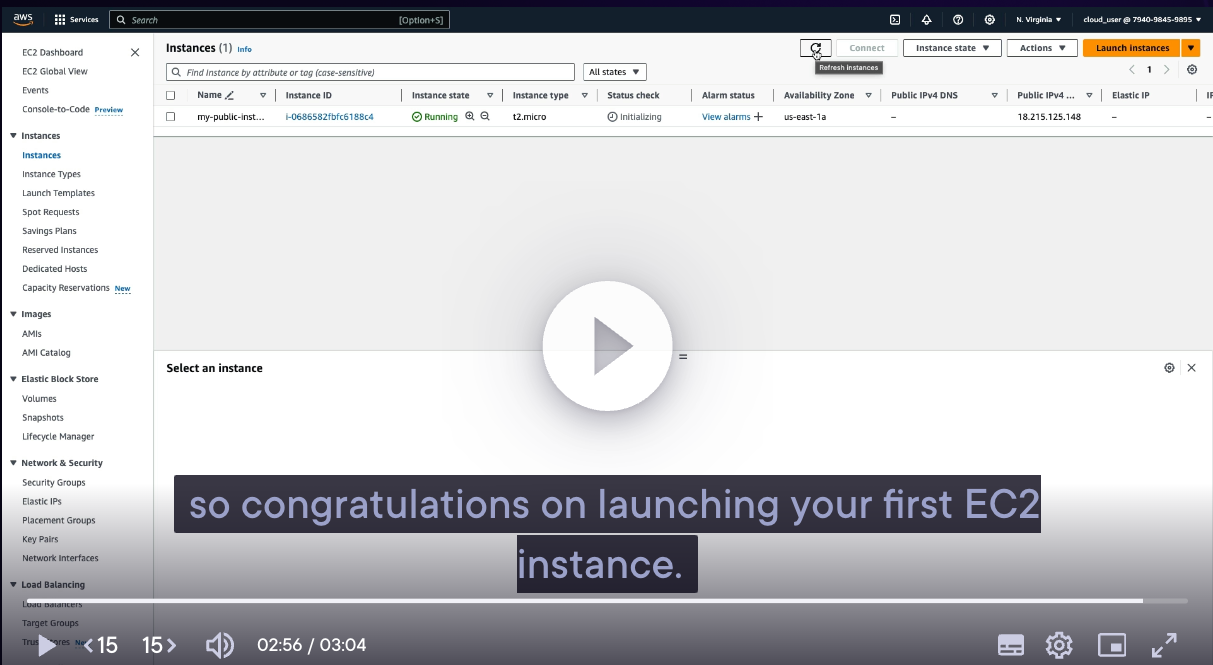 aws Services Search [Option+S] N. Virginia cloud_user @ 7940-9845-9895
EC2 Dashboard
EC2 Global View
Events
Console-to-Code Preview
Instances
Instances
Instance Types
Launch Templates
Spot Requests
Savings Plans
Reserved Instances
Dedicated Hosts
Capacity Reservations New
Images
AMIs
AMI Catalog
Elastic Block Store
Volumes
Snapshots
Lifecycle Manager
Network & Security
Security Groups
Elastic IPs
Placement Groups
Key Pairs
Network Interfaces
Load Balancing
Load Balancers
Target Groups
Instances (1) Info Connect Instance state Actions Launch instances
Refresh instances
Find Instance by attribute or tag (case-sensitive) All states 1
Name Instance ID Instance state Instance type Status check Alarm status Availability Zone Public IPv4 DNS Public IPv4 ... Elastic IP
my-public-inst... i-0686582fbfc6188c4 Running t2.micro Initializing View alarms + us-east-1a – 18.215.125.148 – –
Select an instance
so congratulations on launching your first EC2
instance.
15 15 02:56 / 03:04